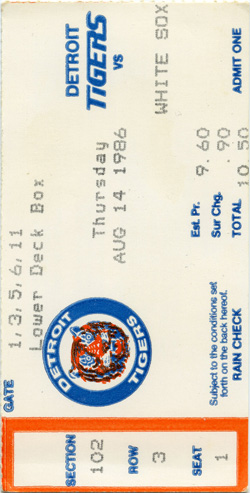 DETROIT
TIGERS
VS
WHITE SOX
Thursday
AUG 14 1986
Est. Pr. 9.60
Sur Chg. .90
TOTAL 10.50
ADMIT ONE
GATE 1,3,5,6,11
Lower Deck Box
DETROIT TIGERS
Subject to the conditions set
forth on the back hereof.
RAIN CHECK
SECTION 102
ROW 3
SEAT 1